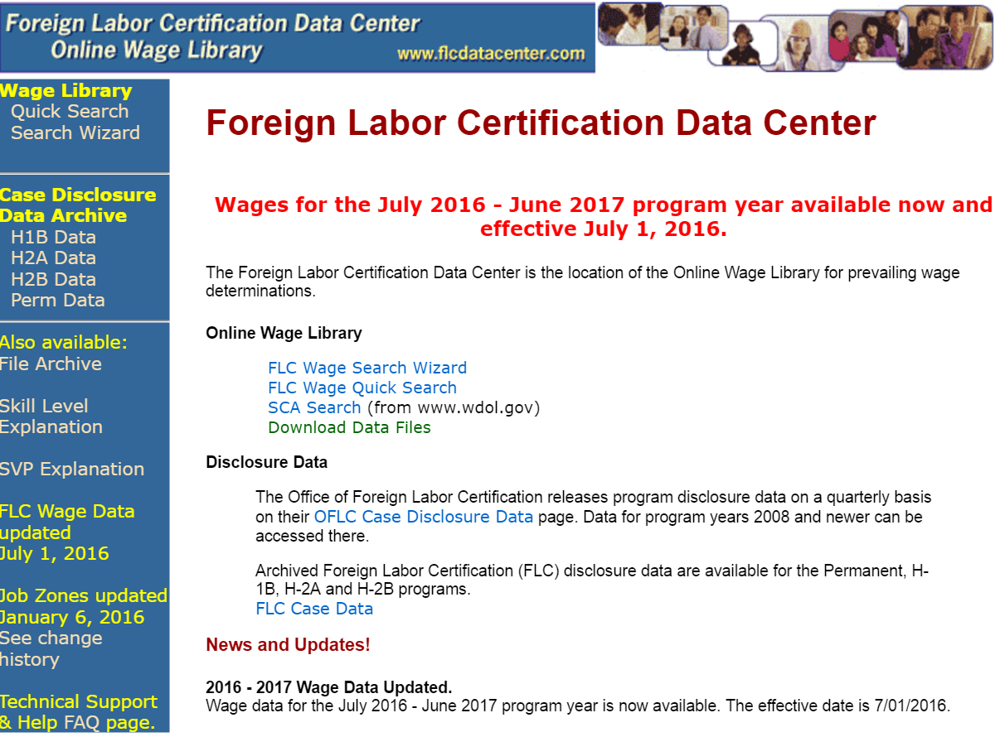 Foreign Labor Certification Data Center
Online Wage Library
www.flcdatacenter.com
Wage Library
Quick Search
Search Wizard
Case Disclosure
Data Archive
H1B Data
H2A Data
H2B Data
Perm Data
Also available:
File Archive
Skill Level
Explanation
SVP Explanation
FLC Wage Data
updated
July 1, 2016
Job Zones updated
January 6, 2016
See change
history
Technical Support
& Help FAQ page.
Foreign Labor Certification Data Center
Wages for the July 2016 - June 2017 program year available now and
effective July 1, 2016.
The Foreign Labor Certification Data Center is the location of the Online Wage Library for prevailing wage
determinations.
Online Wage Library
FLC Wage Search Wizard
FLC Wage Quick Search
SCA Search (from www.wdol.gov)
Download Data Files
Disclosure Data
The Office of Foreign Labor Certification releases program disclosure data on a quarterly basis
on their OFLC Case Disclosure Data page. Data for program years 2008 and newer can be
accessed there.
Archived Foreign Labor Certification (FLC) disclosure data are available for the Permanent, H-
1B, H-2A and H-2B programs.
FLC Case Data
News and Updates!
2016 - 2017 Wage Data Updated.
Wage data for the July 2016 - June 2017 program year is now available. The effective date is 7/01/2016.